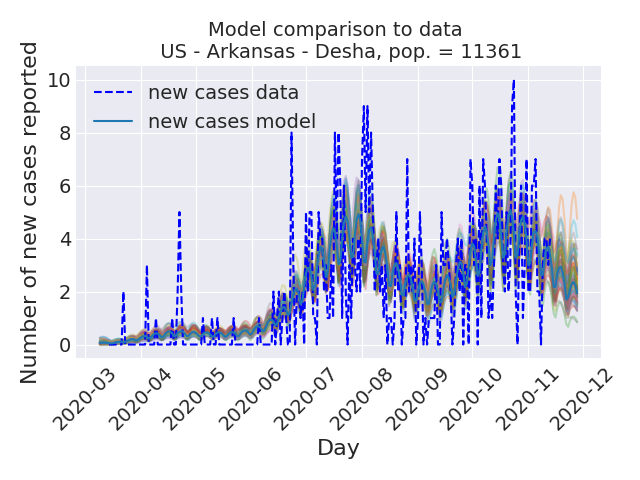 Model comparison to data
US - Arkansas - Desha, pop. = 11361
Number of new cases reported
10
8
6
4
2
0
new cases data
new cases model
2020-03
2020-04
2020-05
2020-06
2020-07
2020-08
2020-09
2020-10
2020-11
2020-12
Day